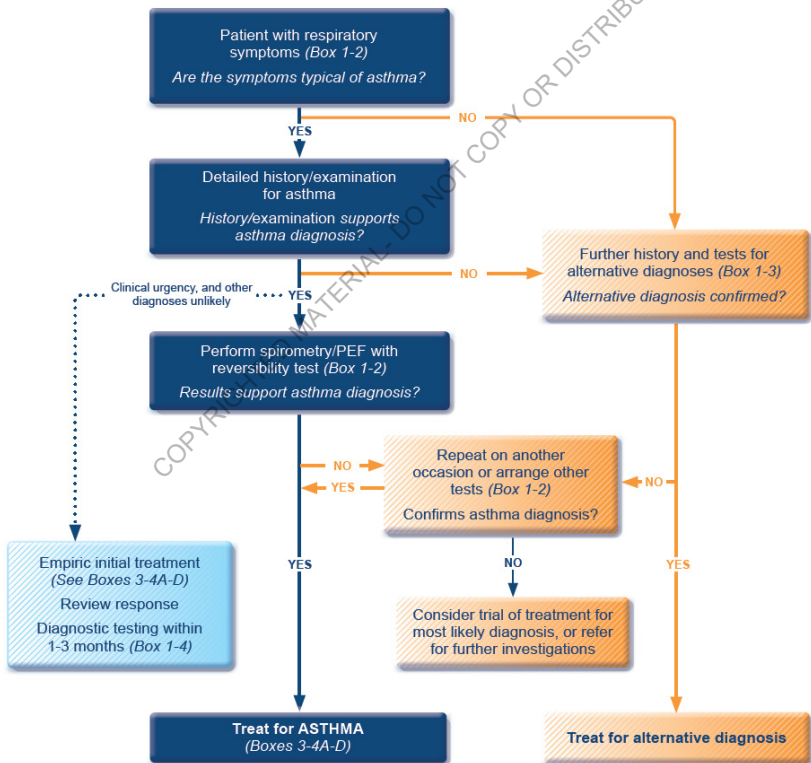 Patient with respiratory
symptoms (Box 1-2)
Are the symptoms typical of asthma?
NO
YES
Detailed history/examination
for asthma
History/examination supports
asthma diagnosis?
Further history and tests for
alternative diagnoses (Box 1-3)
Alternative diagnosis confirmed?
NO
Clinical urgency, and other
diagnoses unlikely
YES
Perform spirometry/PEF with
reversibility test (Box 1-2)
Results support asthma diagnosis?
Repeat on another
occasion or arrange other
tests (Box 1-2)
Confirms asthma diagnosis?
NO
YES
NO
Empiric initial treatment
(See Boxes 3-4A-D)
Review response
Diagnostic testing within
1-3 months (Box 1-4)
YES
NO
YES
Consider trial of treatment for
most likely diagnosis, or refer
for further investigations
Treat for ASTHMA
(Boxes 3-4A-D)
Treat for alternative diagnosis
COPYRIGHTED MATERIAL- DO NOT COPY OR